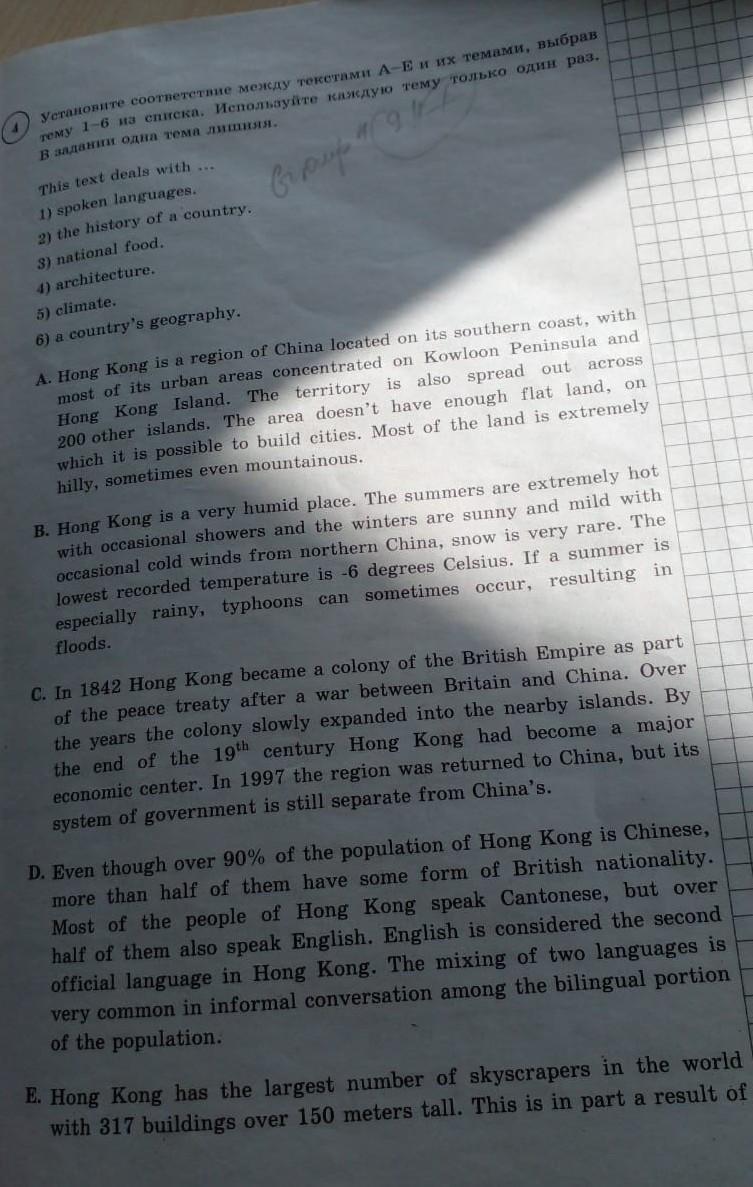 4
Установите соответствие между текстами A–E и их темами, выбрав
тему 1–6 из списка. Используйте каждую тему только один раз.
В задании одна тема лишняя.
This text deals with ...
1) spoken languages.
2) the history of a country.
3) national food.
4) architecture.
5) climate.
6) a country's geography.
A. Hong Kong is a region of China located on its southern coast, with
most of its urban areas concentrated on Kowloon Peninsula and
Hong Kong Island. The territory is also spread out across
200 other islands. The area doesn't have enough flat land, on
which it is possible to build cities. Most of the land is extremely
hilly, sometimes even mountainous.
B. Hong Kong is a very humid place. The summers are extremely hot
with occasional showers and the winters are sunny and mild with
occasional cold winds from northern China, snow is very rare. The
lowest recorded temperature is -6 degrees Celsius. If a summer is
especially rainy, typhoons can sometimes occur, resulting in
floods.
C. In 1842 Hong Kong became a colony of the British Empire as part
of the peace treaty after a war between Britain and China. Over
the years the colony slowly expanded into the nearby islands. By
the end of the 19th century Hong Kong had become a major
economic center. In 1997 the region was returned to China, but its
system of government is still separate from China's.
D. Even though over 90% of the population of Hong Kong is Chinese,
more than half of them have some form of British nationality.
Most of the people of Hong Kong speak Cantonese, but over
half of them also speak English. English is considered the second
official language in Hong Kong. The mixing of two languages is
very common in informal conversation among the bilingual portion
of the population.
E. Hong Kong has the largest number of skyscrapers in the world
with 317 buildings over 150 meters tall. This is in part a result of